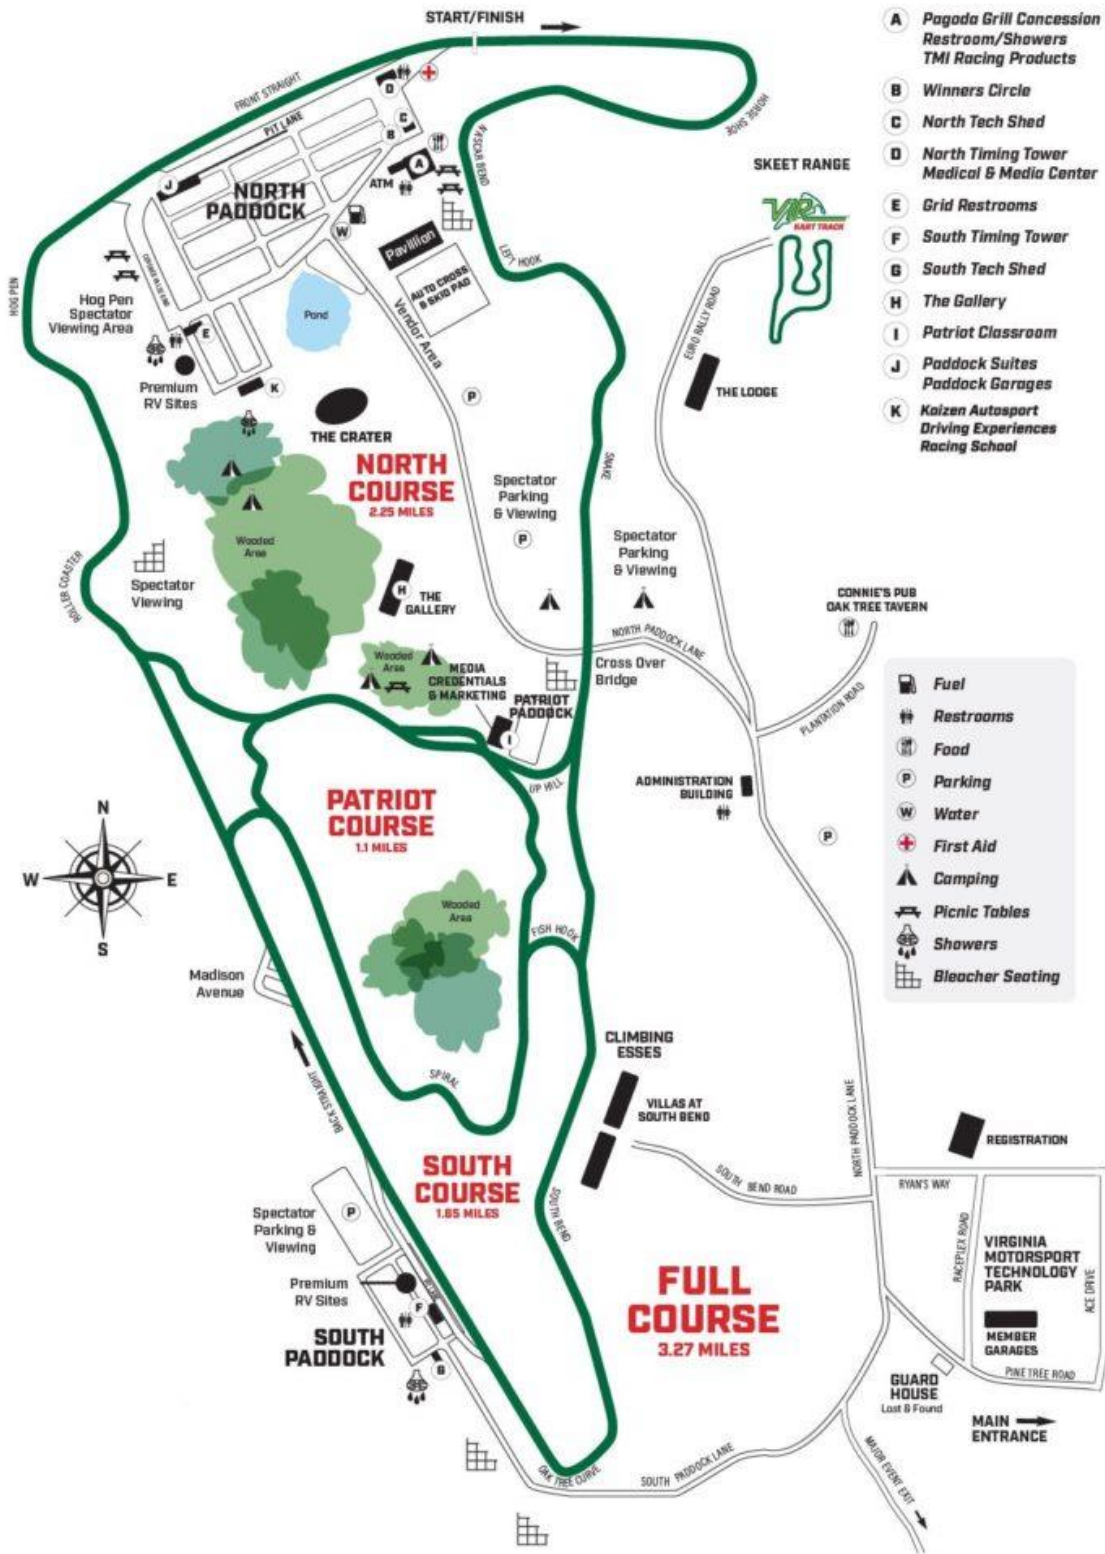 START/FINISH
FRONT STRAIGHT
PIT LANE
HORSE SHOE
NASCAR BEND
D
C
B
A
ATM
J
NORTH
PADDOCK
W
Pavillion
AUTO CROSS
& SKID PAD
LEFT HOOK
Vendor Area
SKEET RANGE
VIR
KART TRACK
EURO RALLY ROAD
THE LODGE
HOG PEN
Hog Pen
Spectator
Viewing Area
E
Pond
Premium
RV Sites
K
THE CRATER
P
SNAKE
NORTH
COURSE
2.25 MILES
Spectator
Parking
& Viewing
P
Spectator
Parking
& Viewing
Wooded
Area
ROLLER COASTER
Spectator
Viewing
H
THE
GALLERY
CONNIE'S PUB
OAK TREE TAVERN
NORTH PADDOCK LANE
PLANTATION ROAD
Wooded
Area
MEDIA
CREDENTIALS
& MARKETING
PATRIOT
PADDOCK
Cross Over
Bridge
I
UP HILL
ADMINISTRATION
BUILDING
P
PATRIOT
COURSE
1.1 MILES
N
W
E
S
Wooded
Area
FISH HOOK
Madison
Avenue
SPIRAL
BACK STRAIGHT
CLIMBING
ESSES
VILLAS AT
SOUTH BEND
SOUTH BEND ROAD
NORTH PADDOCK LANE
REGISTRATION
RYAN'S WAY
SOUTH
COURSE
1.65 MILES
SOUTH BEND
Spectator
Parking &
Viewing
P
Premium
RV Sites
F
SOUTH
PADDOCK
G
FULL
COURSE
3.27 MILES
RACEPLEX ROAD
VIRGINIA
MOTORSPORT
TECHNOLOGY
PARK
ACE DRIVE
MEMBER
GARAGES
PINE TREE ROAD
GUARD
HOUSE
Lost & Found
MAIN
ENTRANCE
OAK TREE CURVE
SOUTH PADDOCK LANE
MAJOR EVENT EXIT
A Pagoda Grill Concession
Restroom/Showers
TMI Racing Products
B Winners Circle
C North Tech Shed
D North Timing Tower
Medical & Media Center
E Grid Restrooms
F South Timing Tower
G South Tech Shed
H The Gallery
I Patriot Classroom
J Paddock Suites
Paddock Garages
K Kaizen Autosport
Driving Experiences
Racing School
Fuel
Restrooms
Food
P Parking
W Water
First Aid
Camping
Picnic Tables
Showers
Bleacher Seating